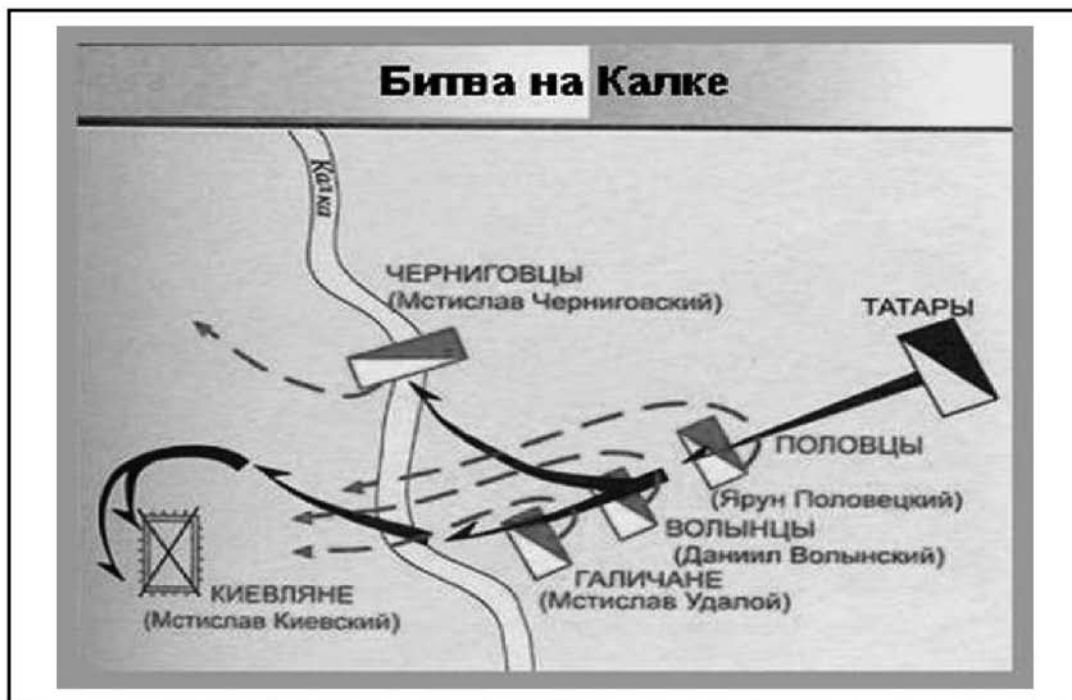 Битва на Калке
Калка
ЧЕРНИГОВЦЫ
(Мстислав Черниговский)
ТАТАРЫ
ПОЛОВЦЫ
(Ярун Половецкий)
ВОЛЫНЦЫ
(Даниил Волынский)
ГАЛИЧАНЕ
(Мстислав Удалой)
КИЕВЛЯНЕ
(Мстислав Киевский)